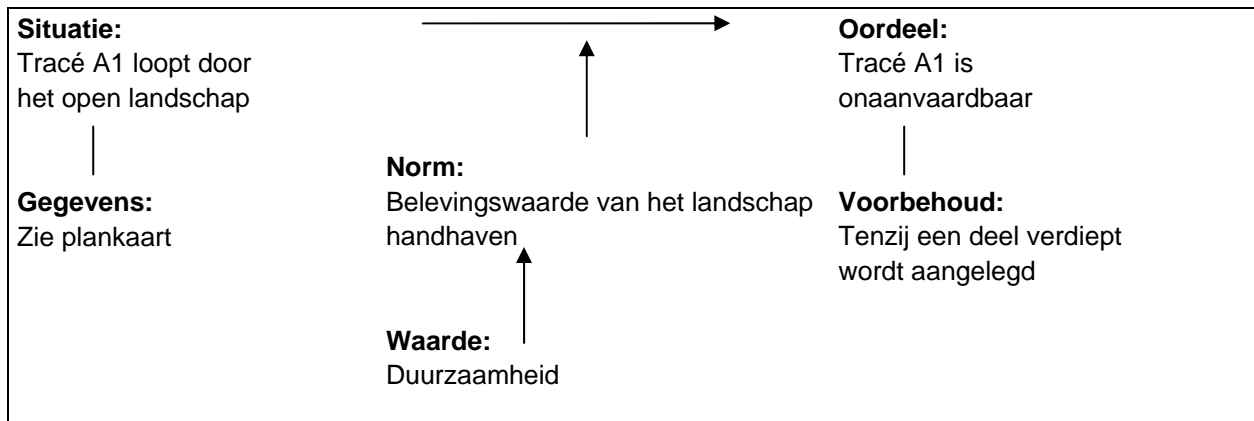 Situatie:
Tracé A1 loopt door
het open landschap
Gegevens:
Zie plankaart
Norm:
Belevingswaarde van het landschap
handhaven
Waarde:
Duurzaamheid
Oordeel:
Tracé A1 is
onaanvaardbaar
Voorbehoud:
Tenzij een deel verdiept
wordt aangelegd